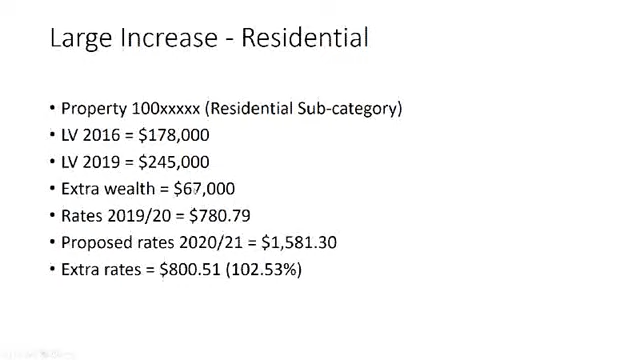 Large Increase - Residential
• Property 100xxxxx (Residential Sub-category)
• LV 2016 = $178,000
• LV 2019 = $245,000
• Extra wealth = $67,000
• Rates 2019/20 = $780.79
• Proposed rates 2020/21 = $1,581.30
• Extra rates = $800.51 (102.53%)